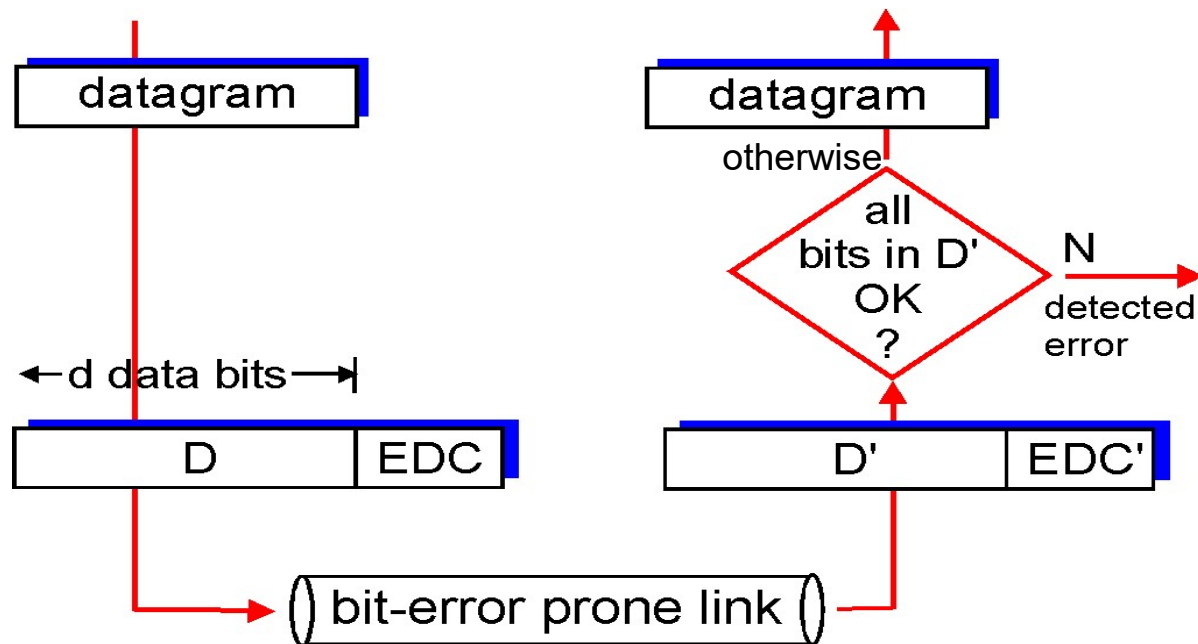 datagram
d data bits
D
EDC
bit-error prone link
datagram
otherwise
all
bits in D'
OK
?
N
detected
error
D'
EDC'